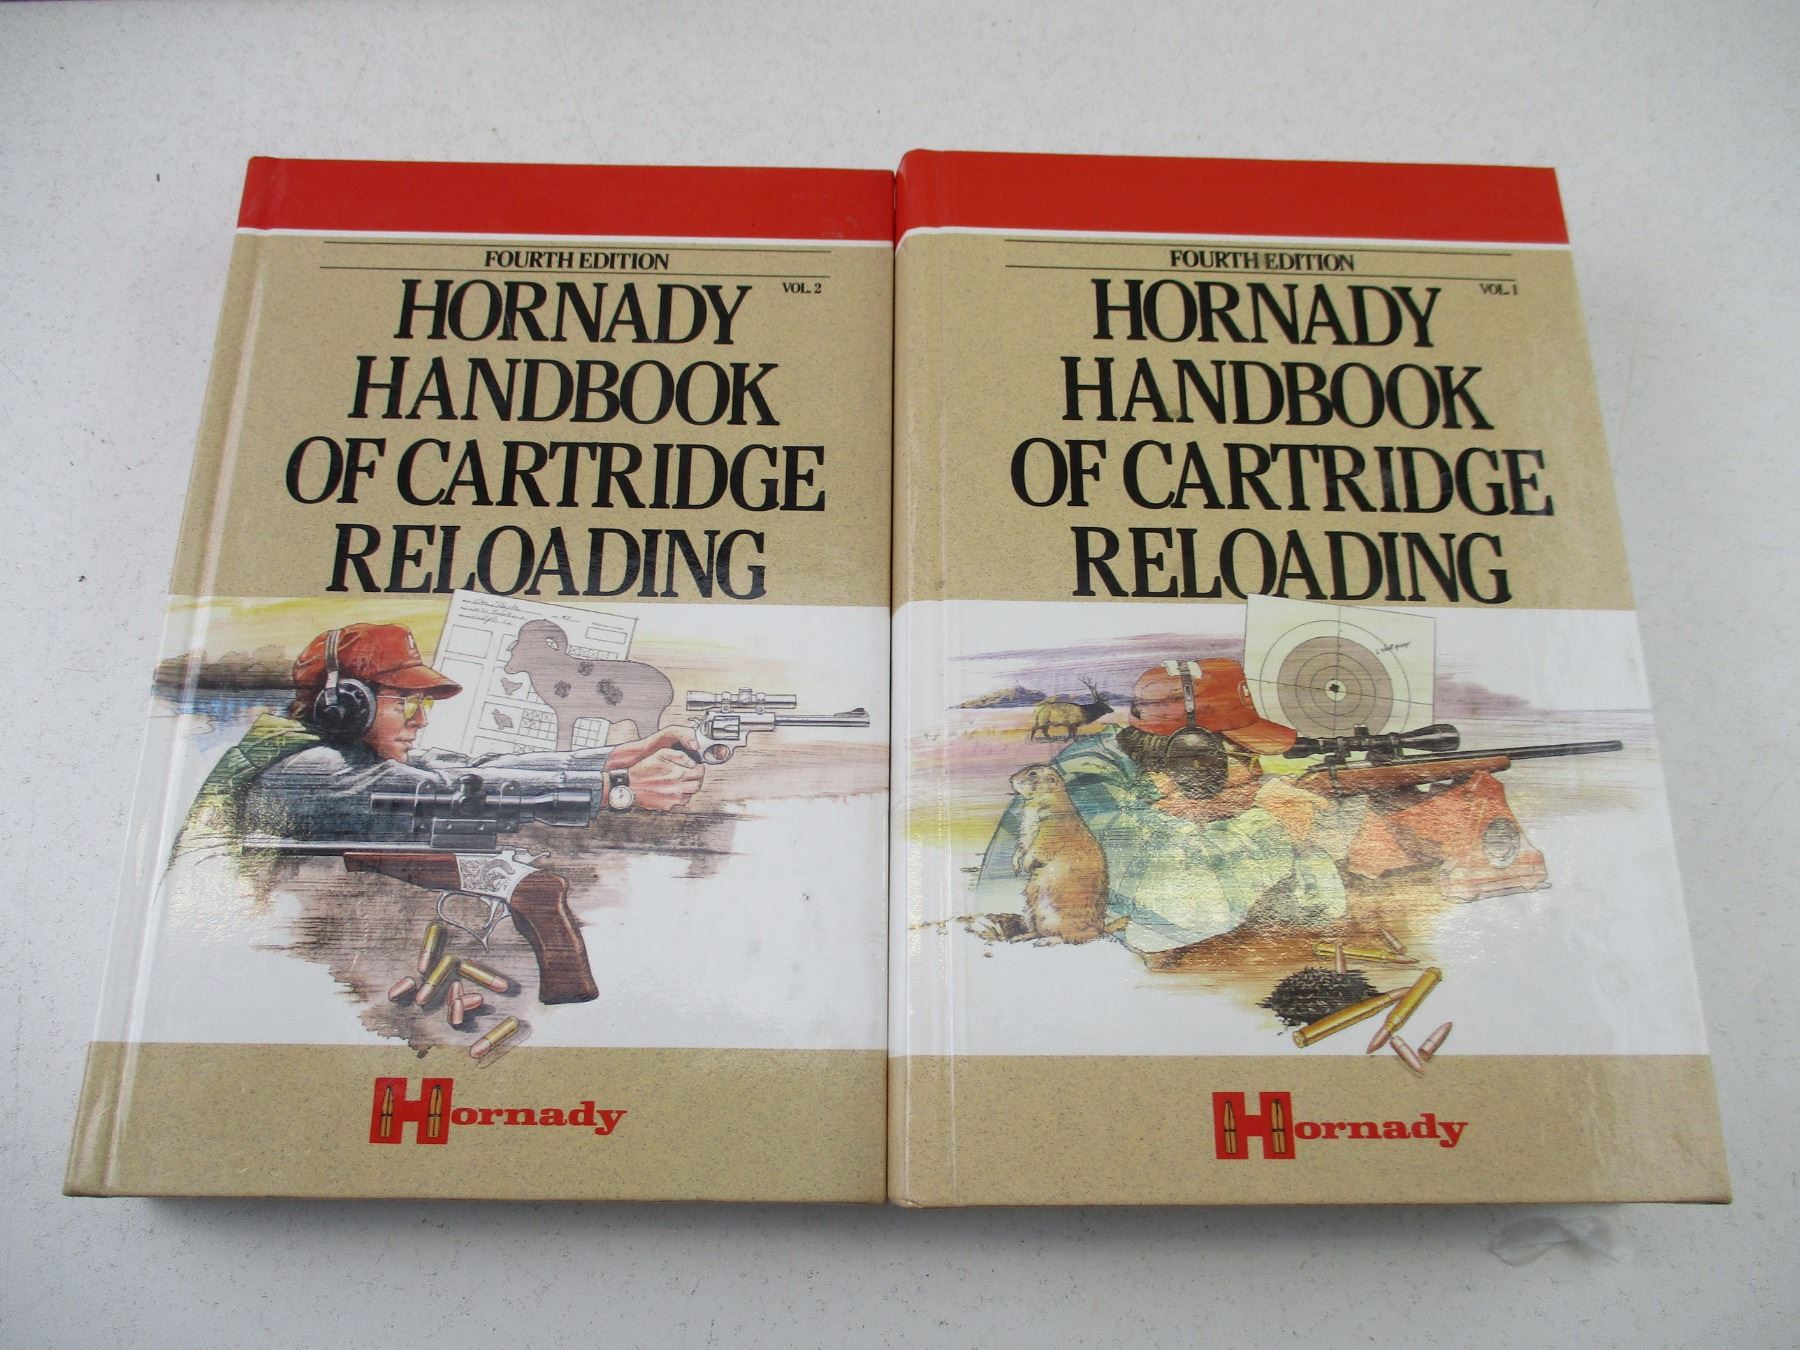 FOURTH EDITION
VOL. 2
HORNADY
HANDBOOK
OF CARTRIDGE
RELOADING
Hornady
FOURTH EDITION
VOL. 1
HORNADY
HANDBOOK
OF CARTRIDGE
RELOADING
Hornady